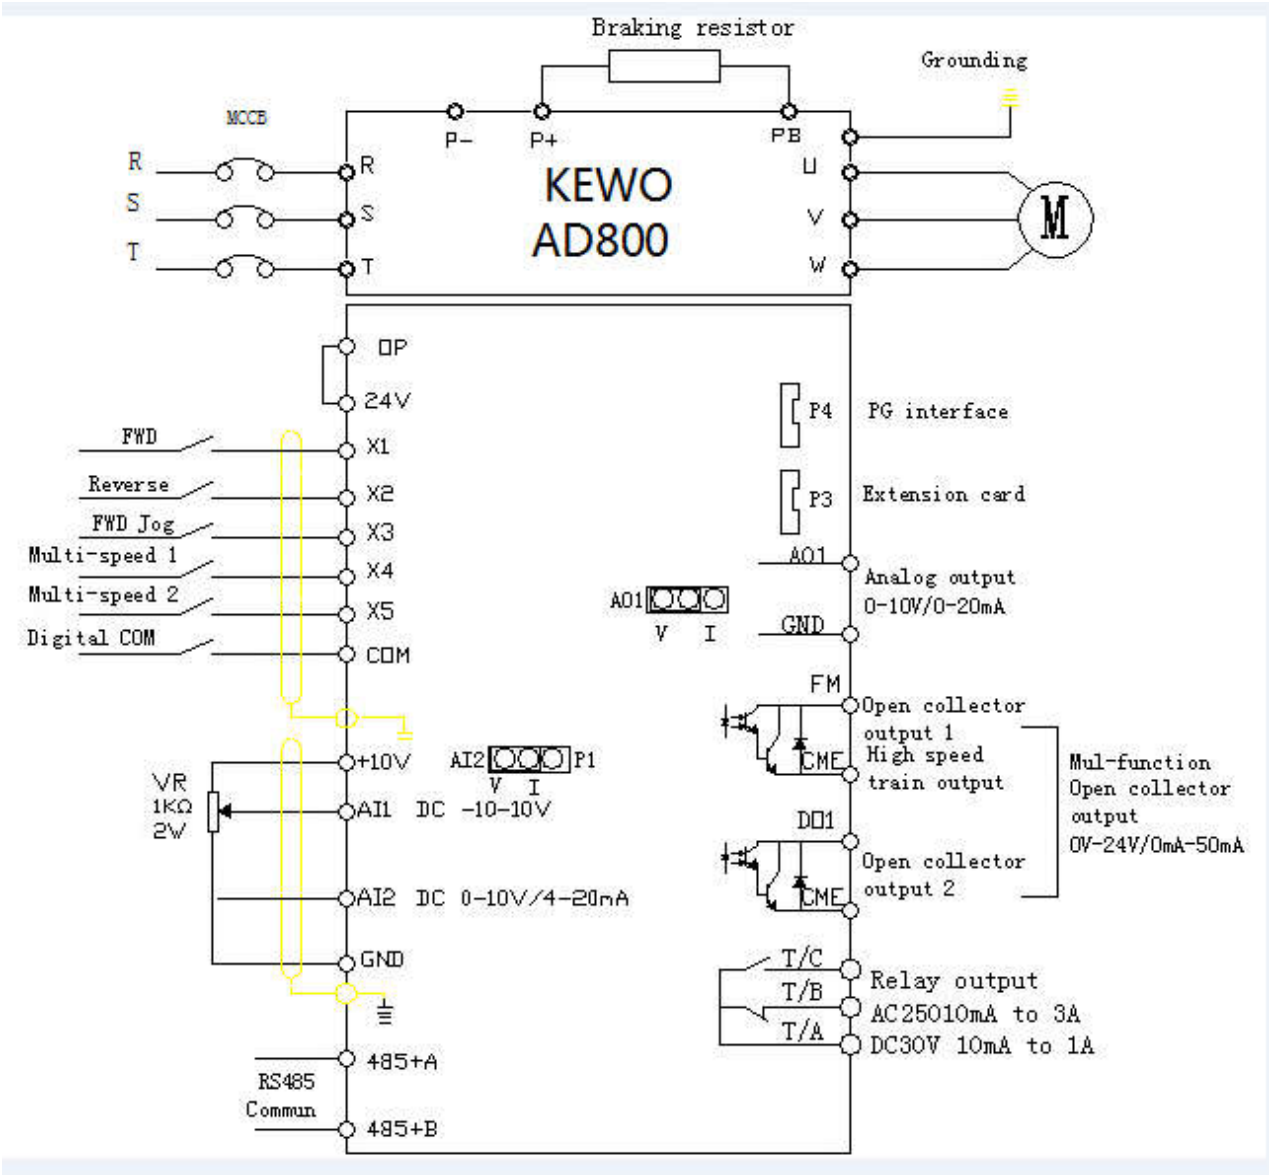 Braking resistor
Grounding
MCCB
P-
P+
PB
R
R
U
KEWO
S
S
V
AD800
M
T
T
W
OP
24V
P4
PG interface
FWD
X1
Reverse
X2
P3
Extension card
FWD Jog
X3
Multi-speed 1
X4
AO1
Analog output
0-10V/0-20mA
Multi-speed 2
X5
AO1
V I
GND
Digital COM
COM
FM
Open collector
output 1
High speed
train output
CME
+10V
AI2
P1
V I
Mul-function
Open collector
output
0V-24V/0mA-50mA
VR
1KΩ
2W
AI1 DC -10-10V
DO1
Open collector
output 2
CME
AI2 DC 0-10V/4-20mA
GND
T/C
Relay output
T/B
AC25010mA to 3A
T/A
DC30V 10mA to 1A
485+A
RS485
Commun
485+B